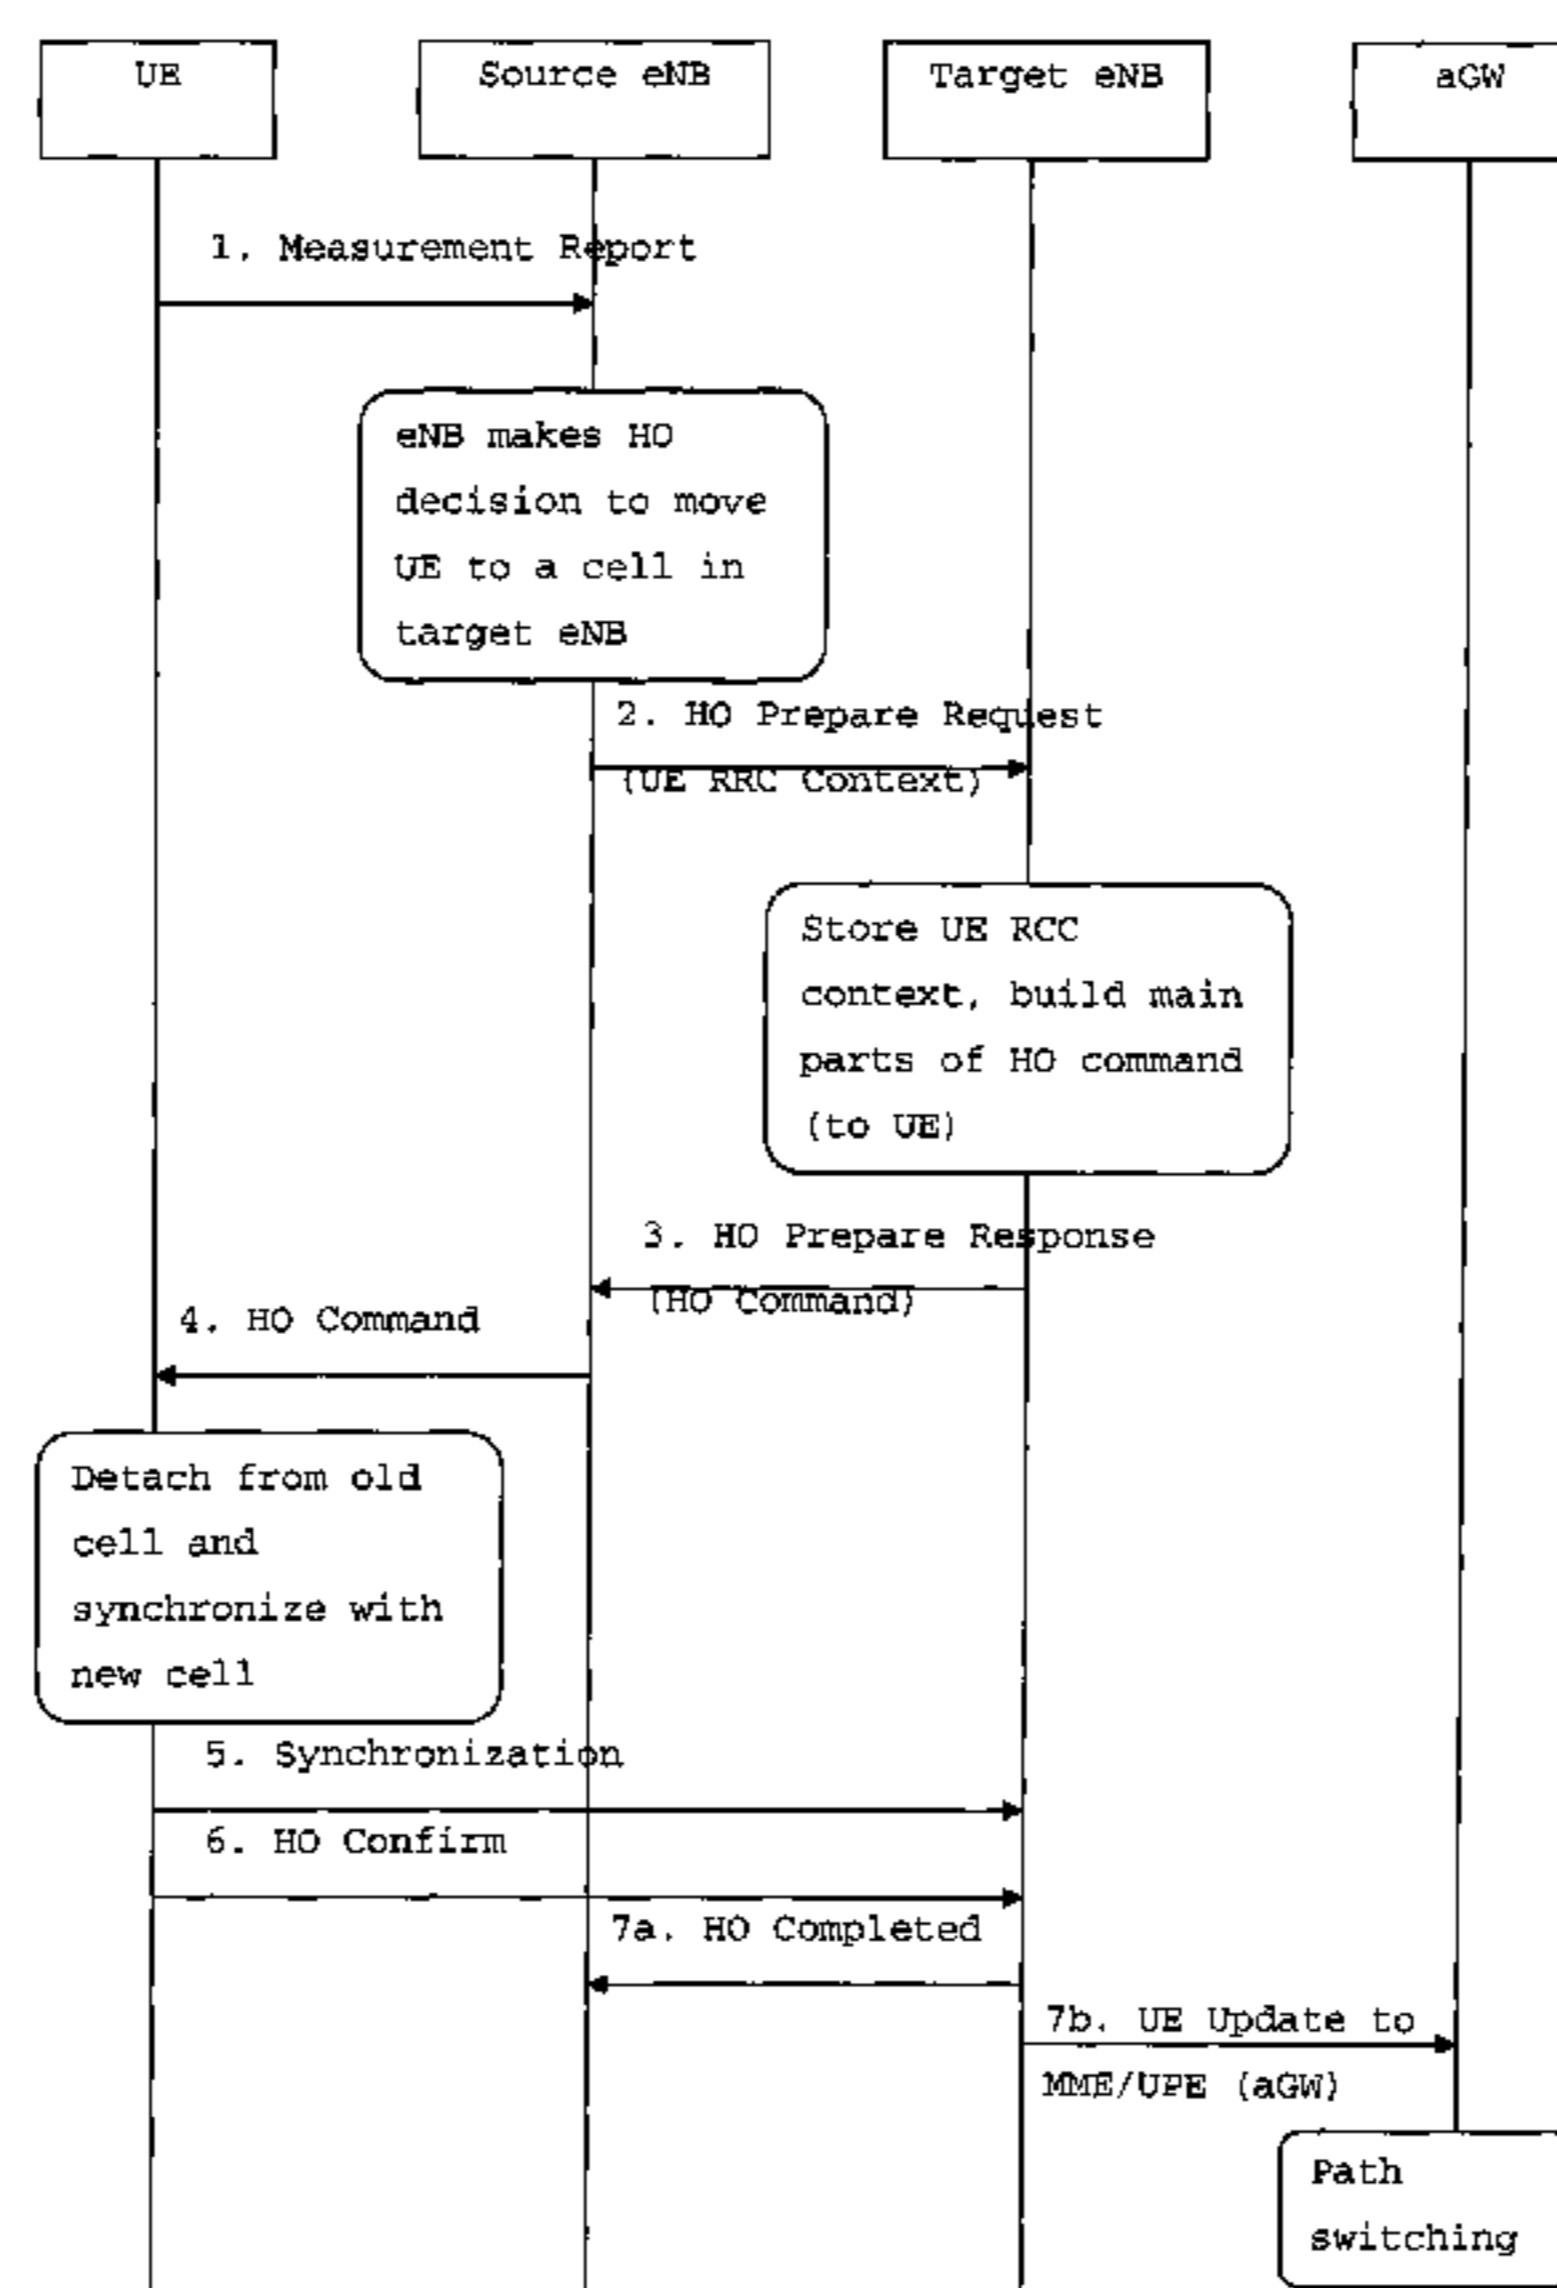 UE
Source eNB
Target eNB
aGW
1. Measurement Report
eNB makes HO
decision to move
UE to a cell in
target eNB
2. HO Prepare Request
(UE RRC Context)
Store UE RCC
context, build main
parts of HO command
(to UE)
3. HO Prepare Response
(HO Command)
4. HO Command
Detach from old
cell and
synchronize with
new cell
5. Synchronization
6. HO Confirm
7a. HO Completed
7b. UE Update to
MME/UPE (aGW)
Path
switching